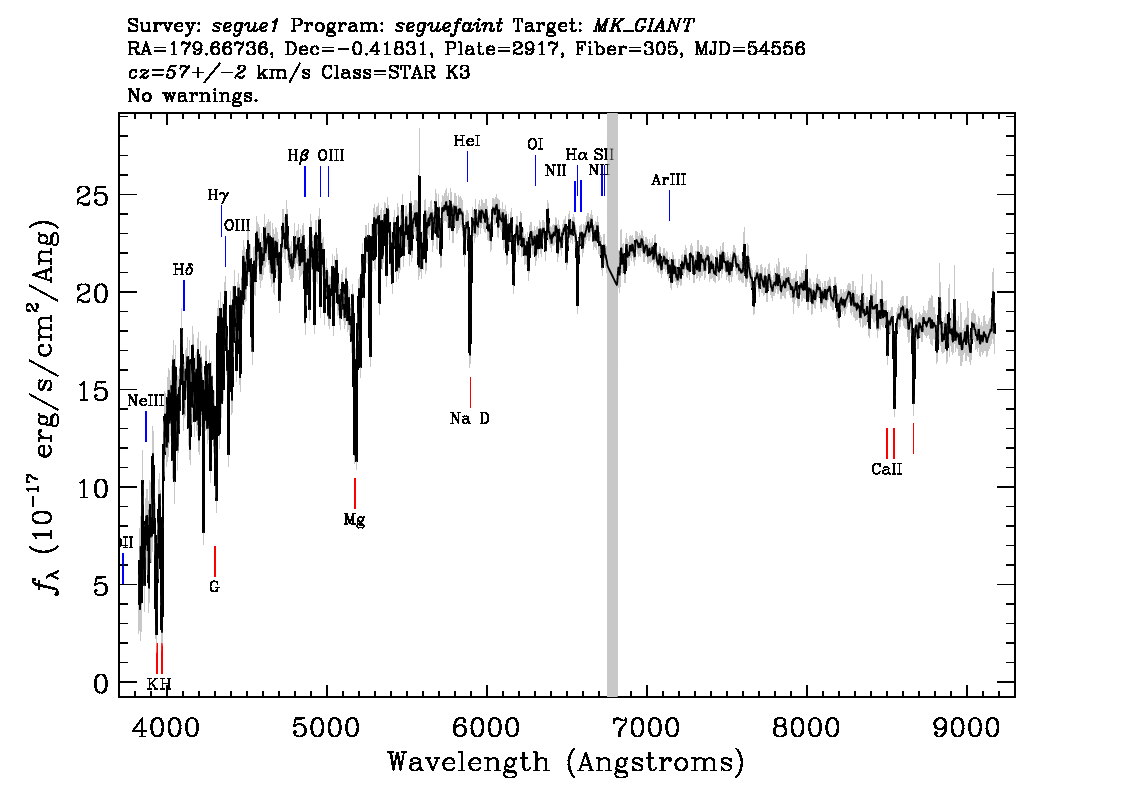 Survey: segue1 Program: seguefaint Target: MK_GIANT
RA=179.66736, Dec=−0.41831, Plate=2917, Fiber=305, MJD=54556
cz=57+/−2 km/s Class=STAR K3
No warnings.
HeI
OI
Hβ OIII
Hα SII
NII
NII
ArIII
Hγ
OIII
Hδ
NeIII
Na D
CaII
Mg
OII
G
K H
25
20
15
10
5
0
fλ (10−17 erg/s/cm2/Ang)
4000 5000 6000 7000 8000 9000
Wavelength (Angstroms)